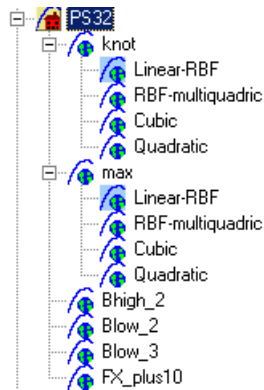 PS32
knot
Linear-RBF
RBF-multiquadric
Cubic
Quadratic
max
Linear-RBF
RBF-multiquadric
Cubic
Quadratic
Bhigh_2
Blow_2
Blow_3
FX_plus10